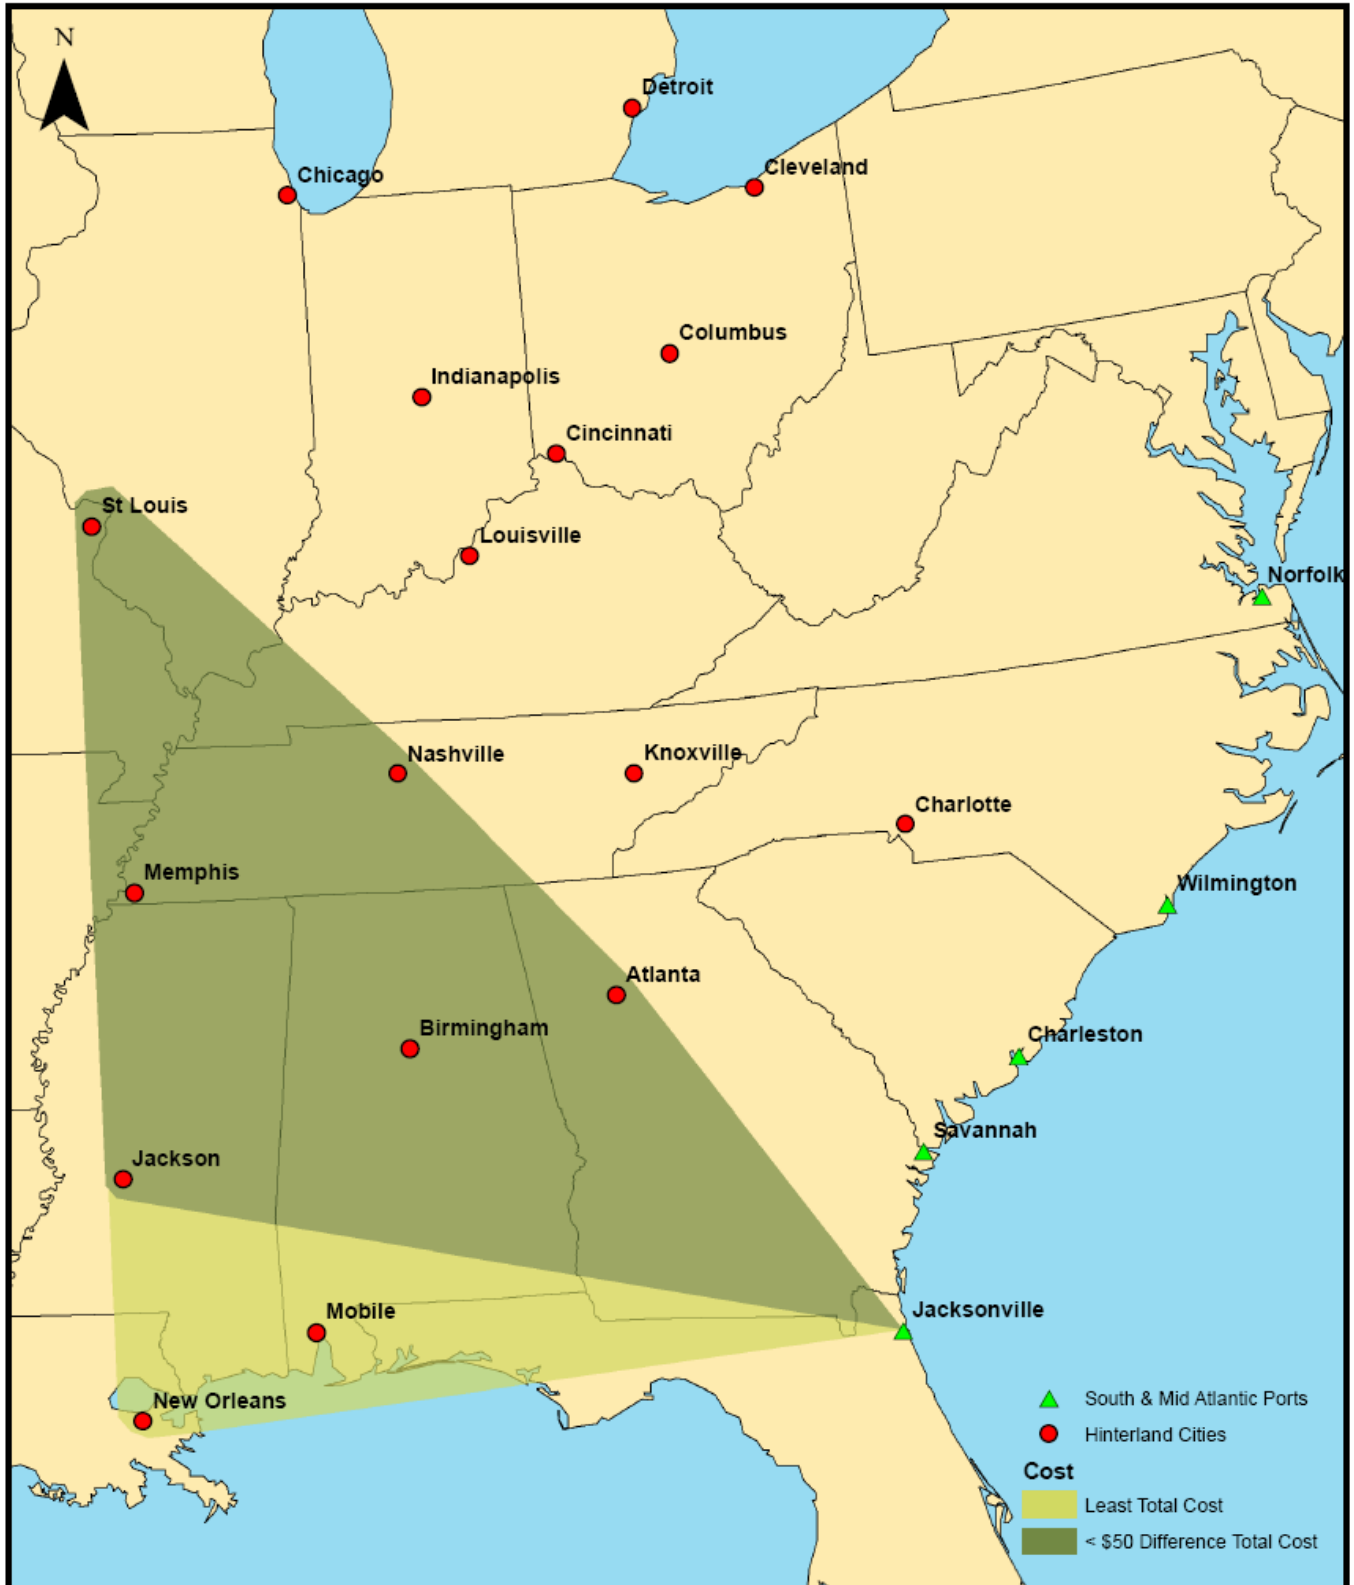 N
Detroit
Cleveland
Chicago
Columbus
Indianapolis
Cincinnati
St Louis
Louisville
Norfolk
Nashville
Knoxville
Charlotte
Memphis
Wilmington
Atlanta
Birmingham
Charleston
Savannah
Jackson
Mobile
Jacksonville
New Orleans
South & Mid Atlantic Ports
Hinterland Cities
Cost
Least Total Cost
< $50 Difference Total Cost